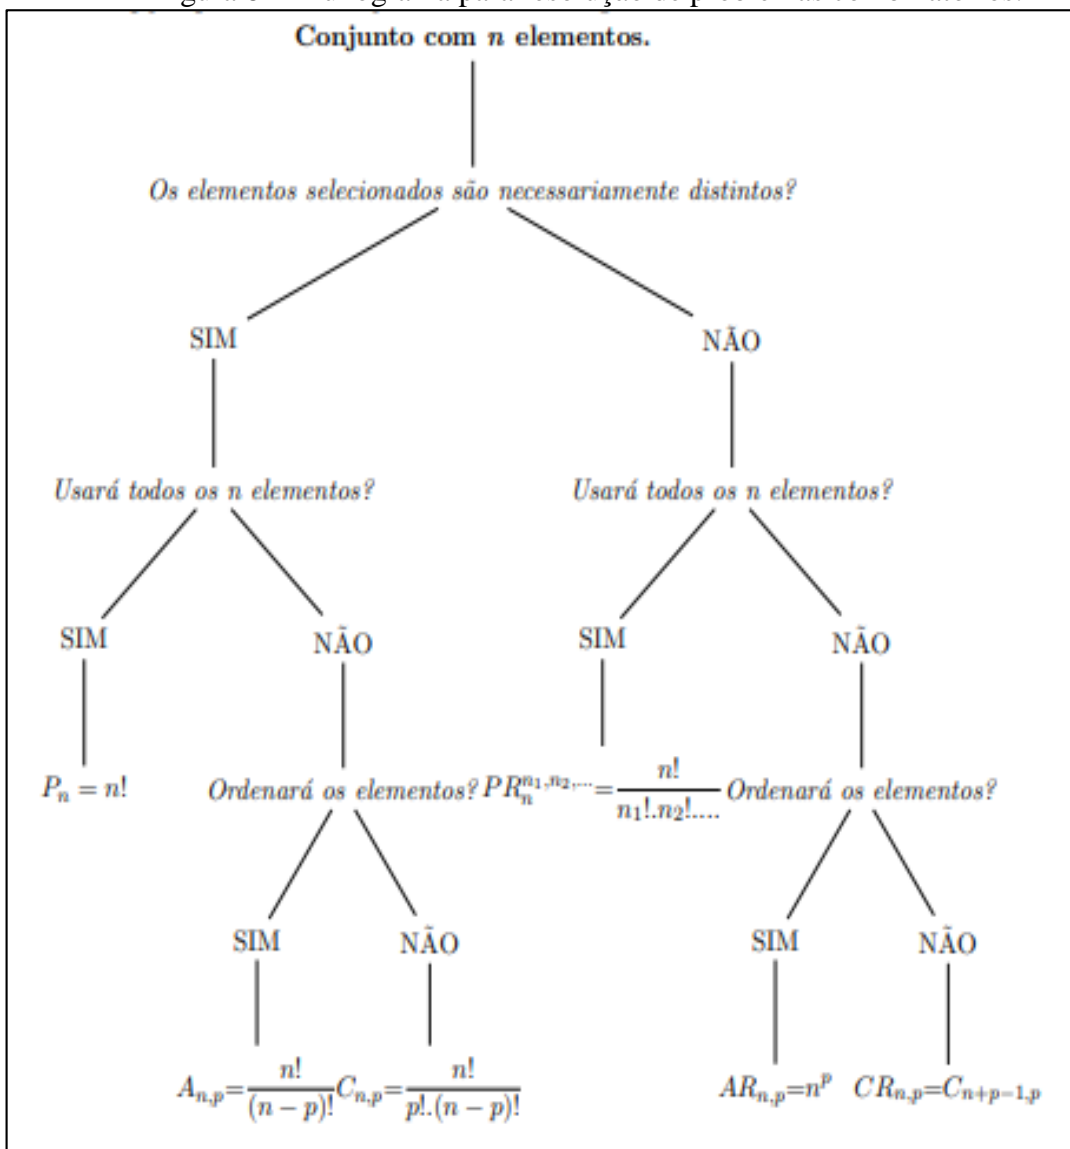 para
Conjunto com n elementos.
Os elementos selecionados são necessariamente distintos?
SIM NÃO
Usará todos os n elementos? Usará todos os n elementos?
SIM NÃO SIM NÃO
P_n = n! Ordenará os elementos? PR_n^{n_1,n_2,...} = n!/(n_1!.n_2!....) Ordenará os elementos?
SIM NÃO SIM NÃO
A_{n,p} = n!/(n − p)! C_{n,p} = n!/(p!.(n − p)!) AR_{n,p} = n^p CR_{n,p} = C_{n+p−1,p}